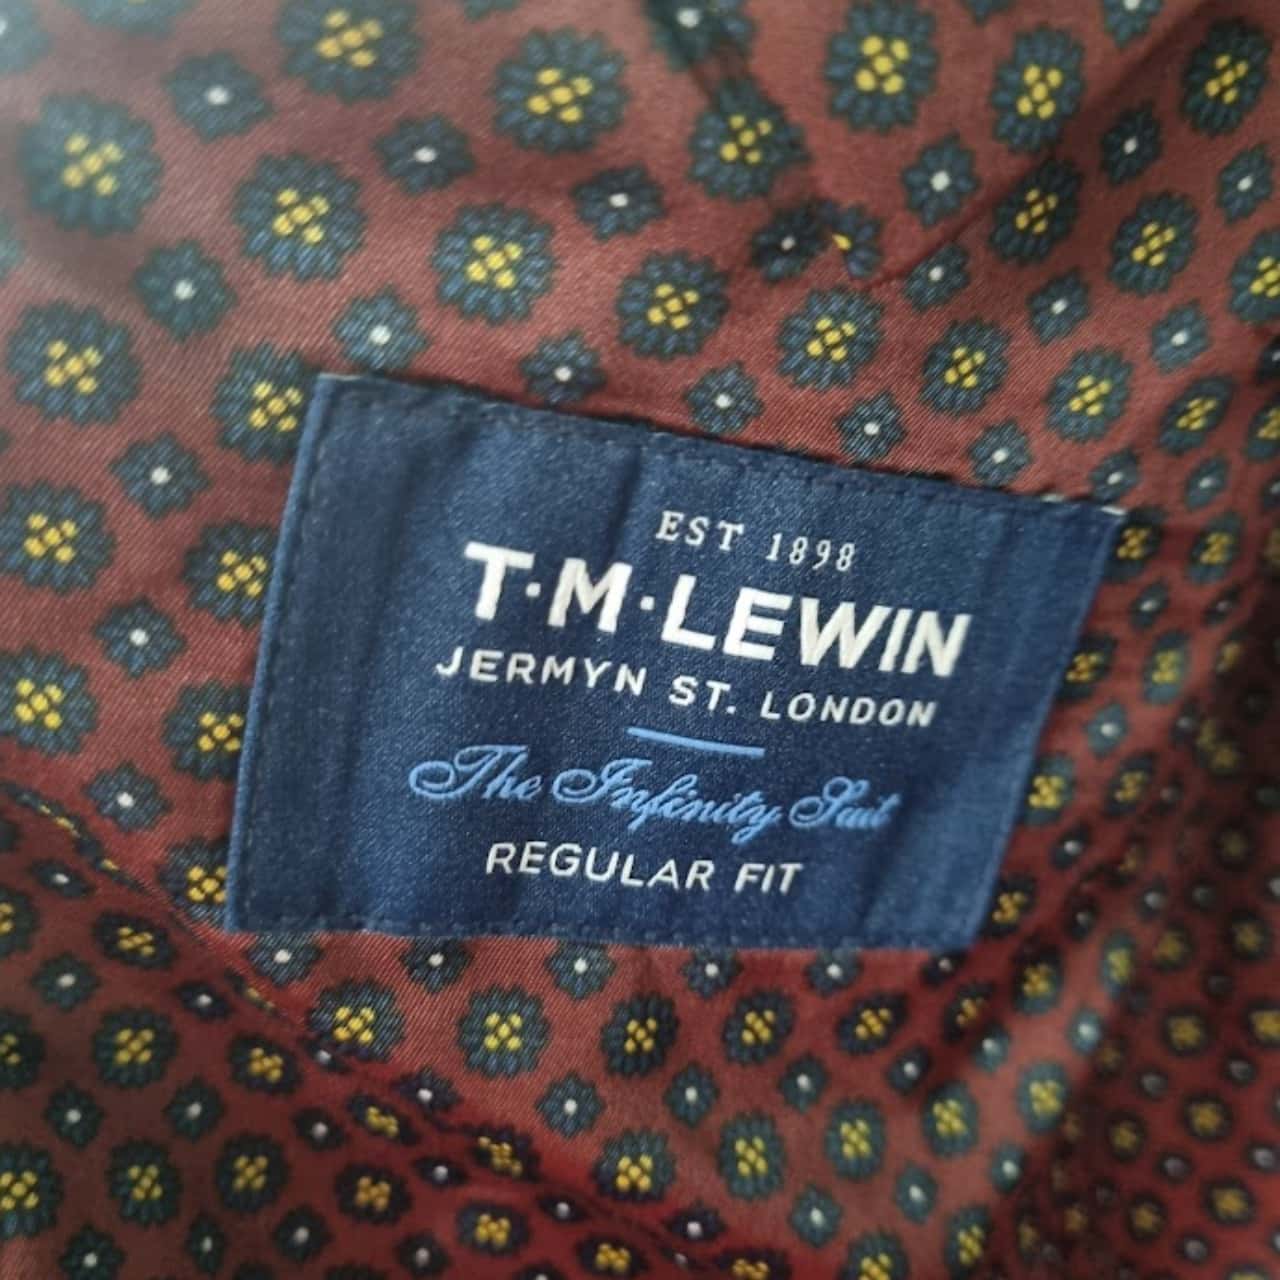 EST 1898
T·M·LEWIN
JERMYN ST. LONDON
The Infinity Suit
REGULAR FIT